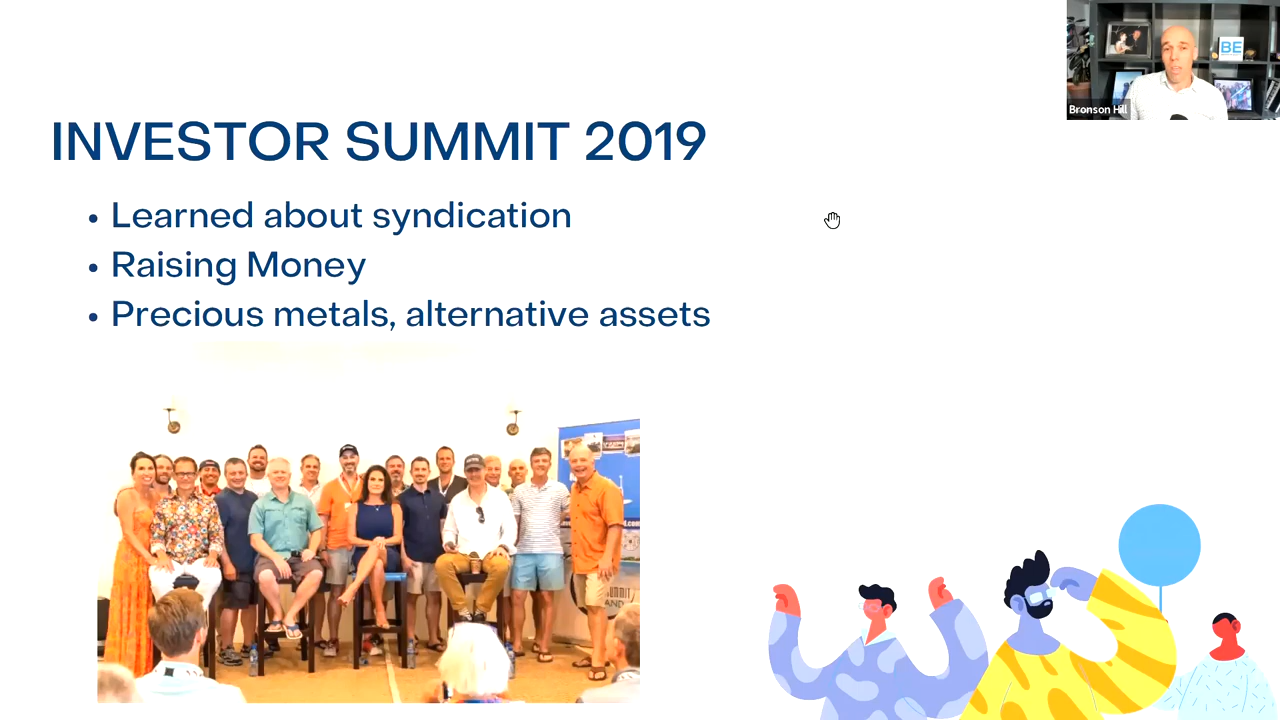 BE
Bronson Hill
INVESTOR SUMMIT 2019
• Learned about syndication
• Raising Money
• Precious metals, alternative assets